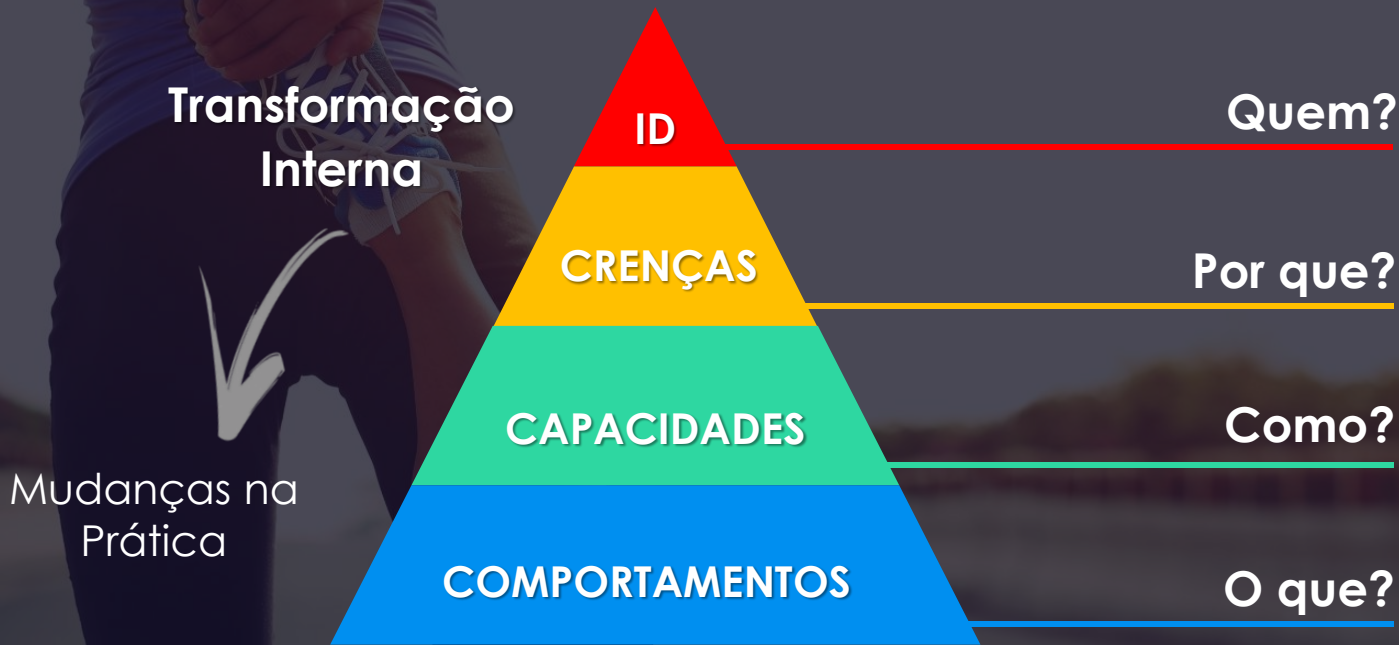 Transformação
Interna
ID
Quem?
CRENÇAS
Por que?
CAPACIDADES
Como?
Mudanças na
Prática
COMPORTAMENTOS
O que?